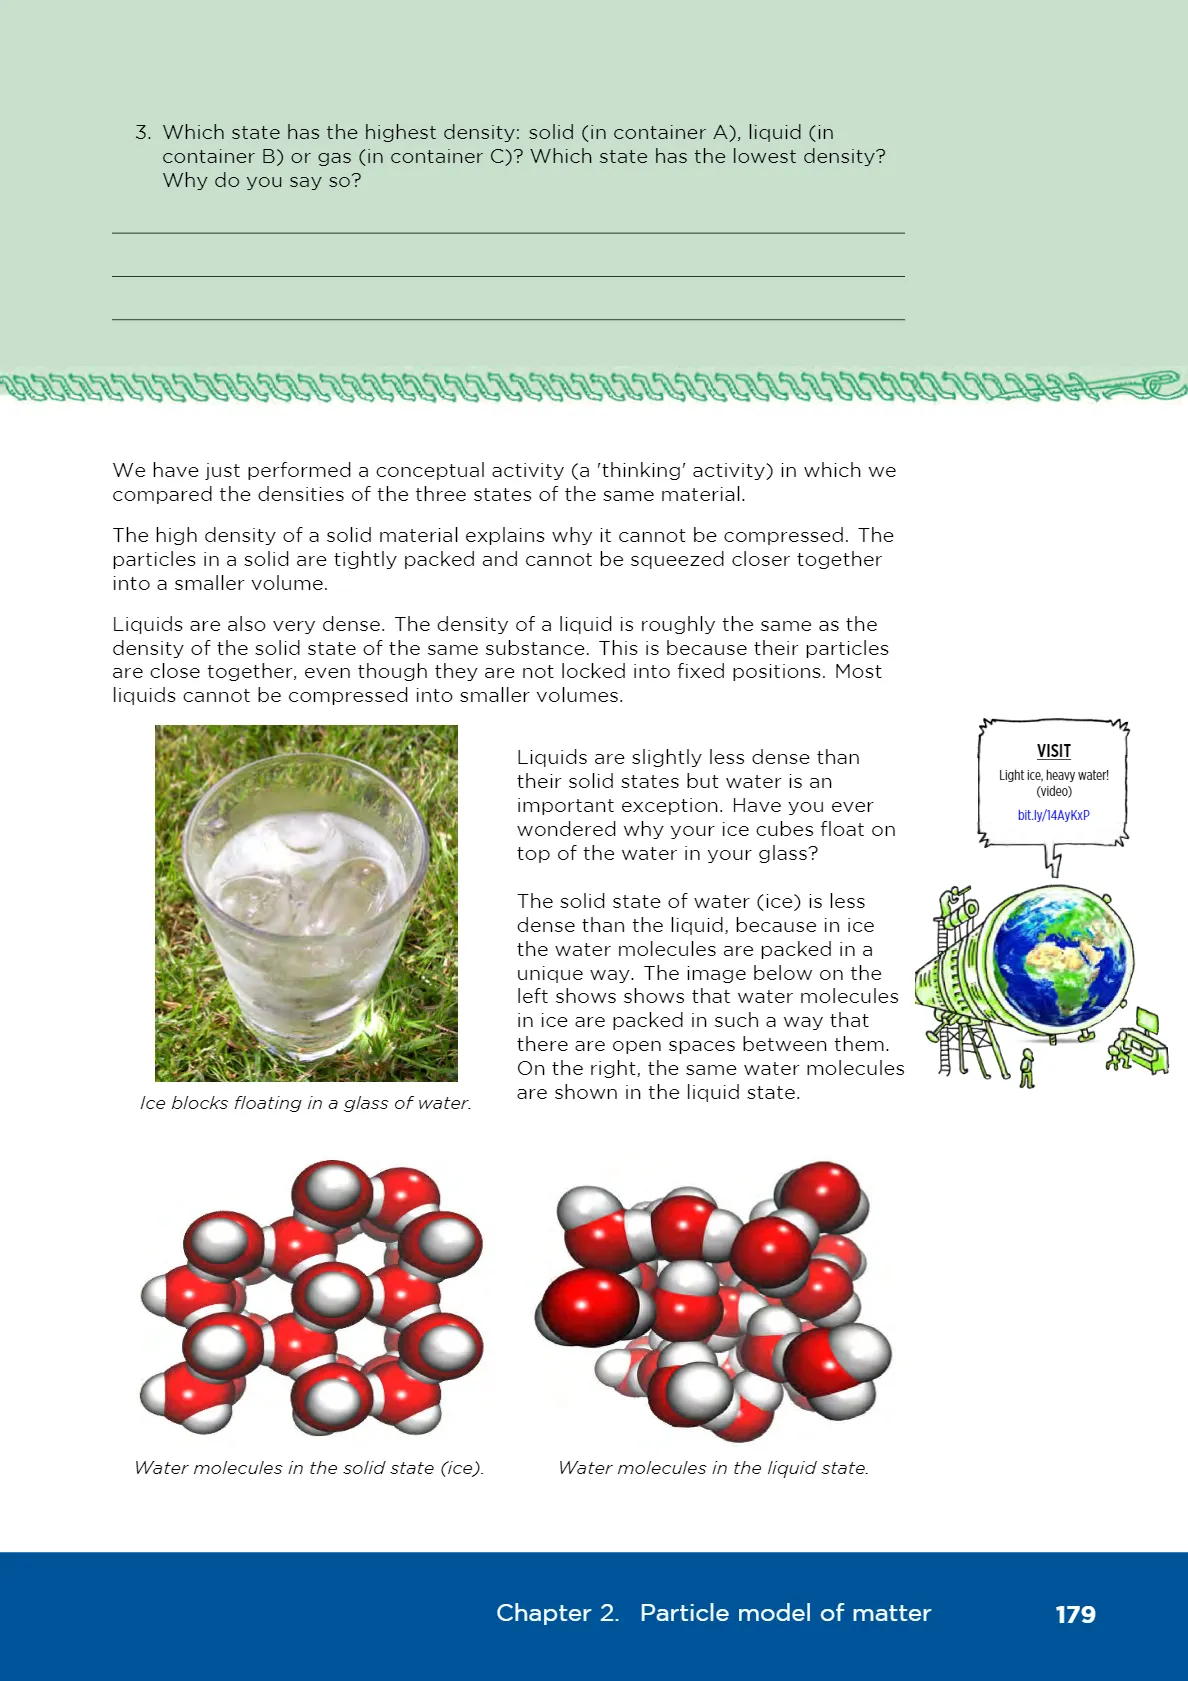 3. Which state has the highest density: solid (in container A), liquid (in
container B) or gas (in container C)? Which state has the lowest density?
Why do you say so?
We have just performed a conceptual activity (a 'thinking' activity) in which we
compared the densities of the three states of the same material.
The high density of a solid material explains why it cannot be compressed. The
particles in a solid are tightly packed and cannot be squeezed closer together
into a smaller volume.
Liquids are also very dense. The density of a liquid is roughly the same as the
density of the solid state of the same substance. This is because their particles
are close together, even though they are not locked into fixed positions. Most
liquids cannot be compressed into smaller volumes.
Liquids are slightly less dense than
their solid states but water is an
important exception. Have you ever
wondered why your ice cubes float on
top of the water in your glass?
The solid state of water (ice) is less
dense than the liquid, because in ice
the water molecules are packed in a
unique way. The image below on the
left shows shows that water molecules
in ice are packed in such a way that
there are open spaces between them.
On the right, the same water molecules
are shown in the liquid state.
Ice blocks floating in a glass of water.
VISIT
Light ice, heavy water!
(video)
bit.ly/14AyKxP
Water molecules in the solid state (ice).
Water molecules in the liquid state.
Chapter 2. Particle model of matter
179